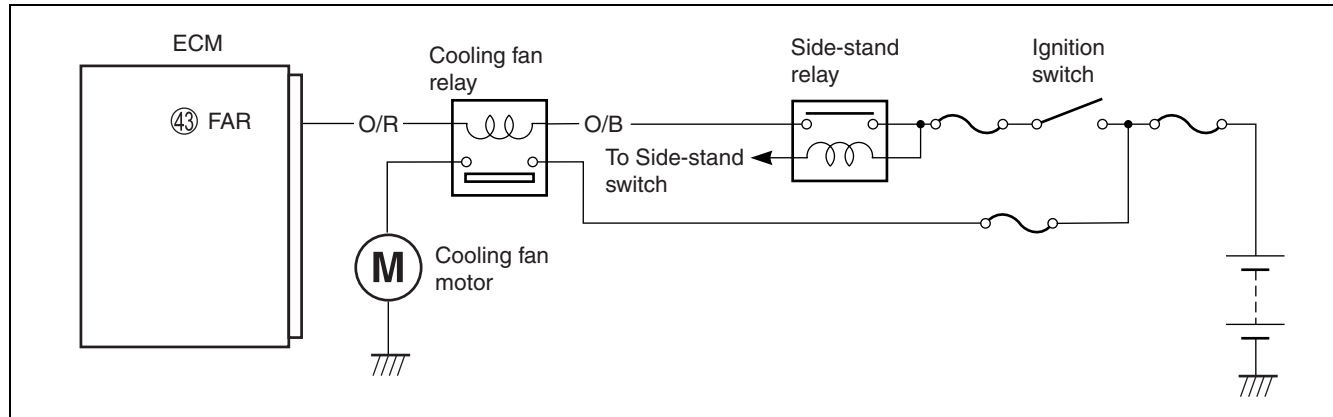 ECM
Cooling fan
relay
Side-stand
relay
Ignition
switch
㊸ FAR
O/R
O/B
To Side-stand
switch
M
Cooling fan
motor